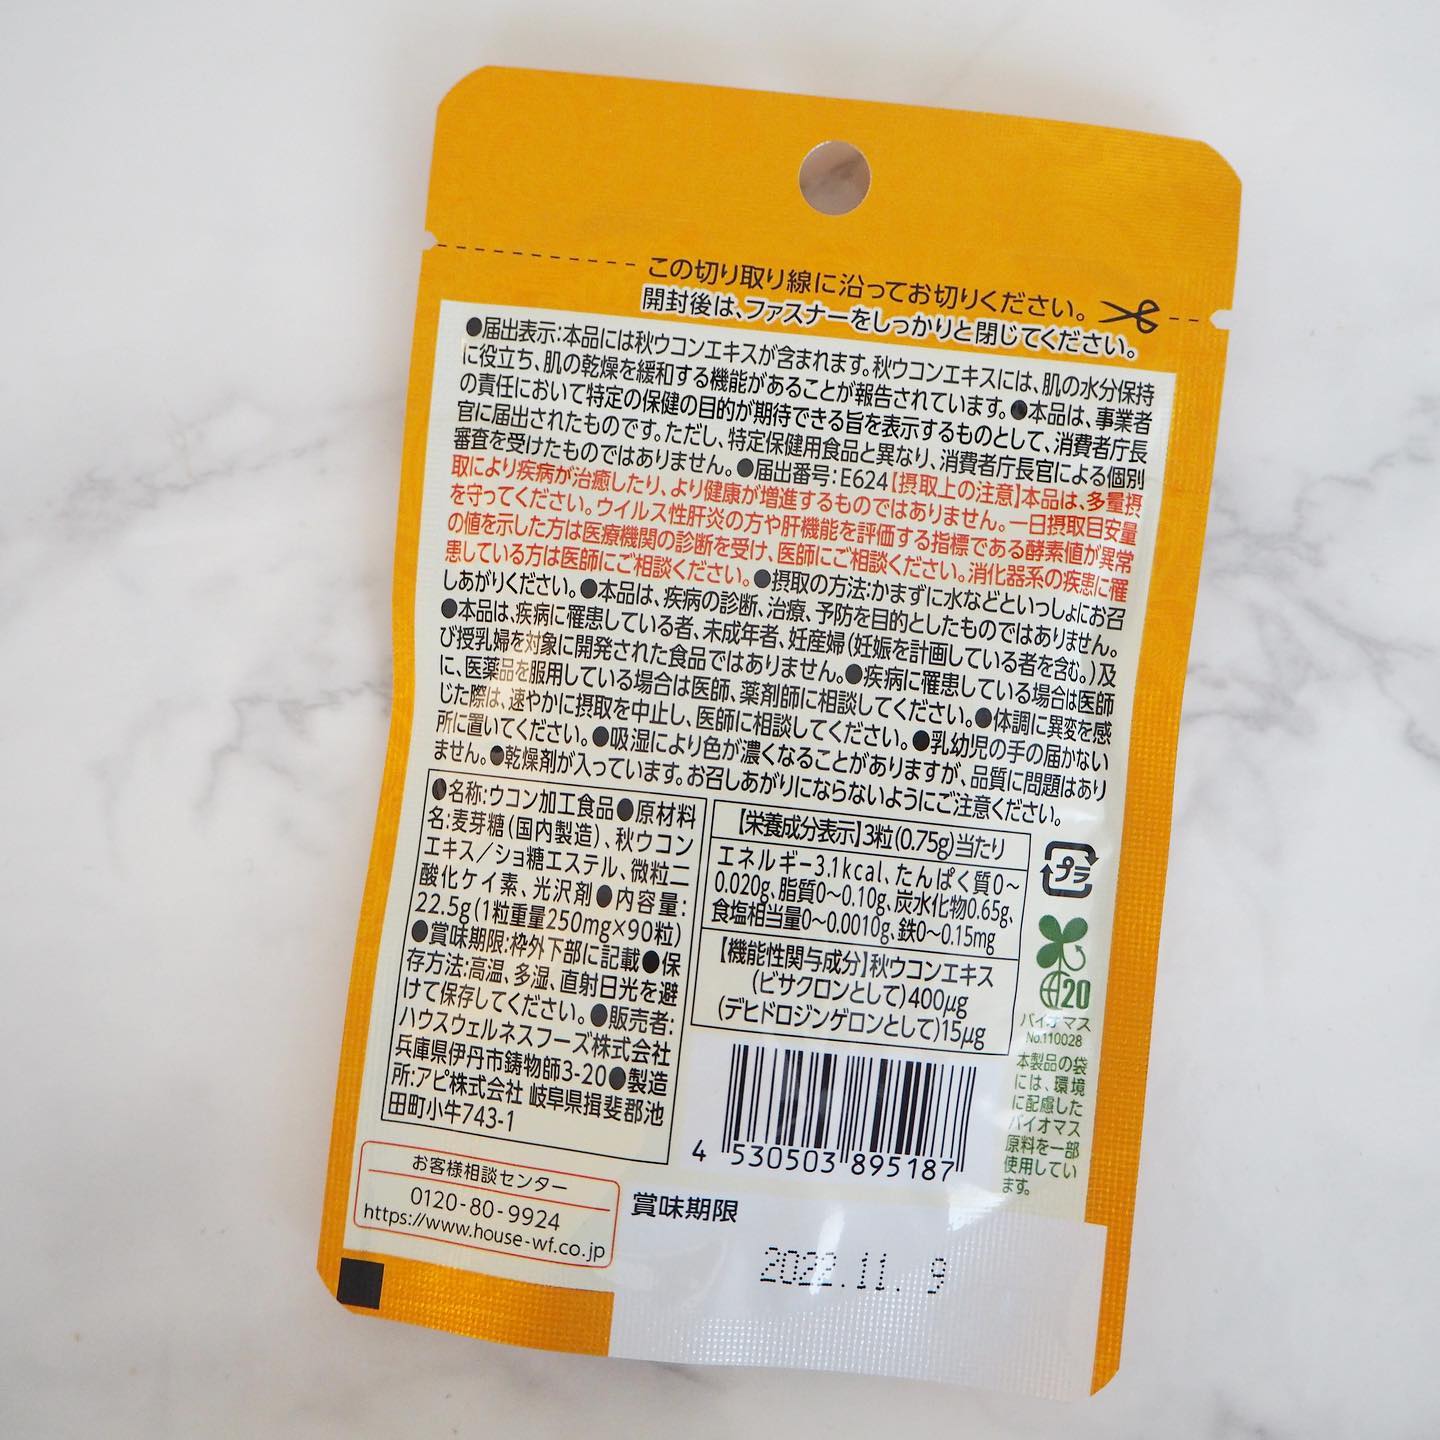 この切り取り線に沿ってお切りください。
開封後は、ファスナーをしっかりと閉じてください。
●届出表示:本品には秋ウコンエキスが含まれます。秋ウコンエキスには、肌の水分保持
に役立ち、肌の乾燥を緩和する機能があることが報告されています。●本品は、事業者
の責任において特定の保健の目的が期待できる旨を表示するものとして、消費者庁長
官に届出されたものです。ただし、特定保健用食品と異なり、消費者庁長官による個別
審査を受けたものではありません。●届出番号:E624【摂取上の注意】本品は、多量摂
取により疾病が治癒したり、より健康が増進するものではありません。一日摂取目安量
を守ってください。ウイルス性肝炎の方や肝機能を評価する指標である酵素値が異常
の値を示した方は医療機関の診断を受け、医師にご相談ください。消化器系の疾患に罹
患している方は医師にご相談ください。●摂取の方法:かまずに水などといっしょにお召
しあがりください。●本品は、疾病の診断、治療、予防を目的としたものではありません。
●本品は、疾病に罹患している者、未成年者、妊産婦(妊娠を計画している者を含む。)及
び授乳婦を対象に開発された食品ではありません。●疾病に罹患している場合は医師
に、医薬品を服用している場合は医師、薬剤師に相談してください。●体調に異変を感
じた際は、速やかに摂取を中止し、医師に相談してください。●乳幼児の手の届かない
所に置いてください。●吸湿により色が濃くなることがありますが、品質に問題はあり
ません。●乾燥剤が入っています。お召しあがりにならないようにご注意ください。
●名称:ウコン加工食品●原材料
名:麦芽糖(国内製造)、秋ウコン
エキス/ショ糖エステル、微粒二
酸化ケイ素、光沢剤●内容量:
22.5g(1粒重量250mg×90粒)
●賞味期限:枠外下部に記載●保
存方法:高温、多湿、直射日光を避
けて保存してください。●販売者:
ハウスウェルネスフーズ株式会社
兵庫県伊丹市鋳物師3-20●製造
所:アピ株式会社 岐阜県揖斐郡池
田町小牛743-1
【栄養成分表示】3粒(0.75g)当たり
エネルギー3.1kcal、たんぱく質0~
0.020g、脂質0~0.10g、炭水化物0.65g、
食塩相当量0~0.0010g、鉄0~0.15mg
【機能性関与成分】秋ウコンエキス
(ビサクロンとして)400μg
(デヒドロジンゲロンとして)15μg
プラ
20
バイオマス
No.110028
本製品の袋
には、環境
に配慮した
バイオマス
原料を一部
使用してい
ます。
4 530503 895187
お客様相談センター
0120-80-9924
https://www.house-wf.co.jp
賞味期限
2022.11. 9